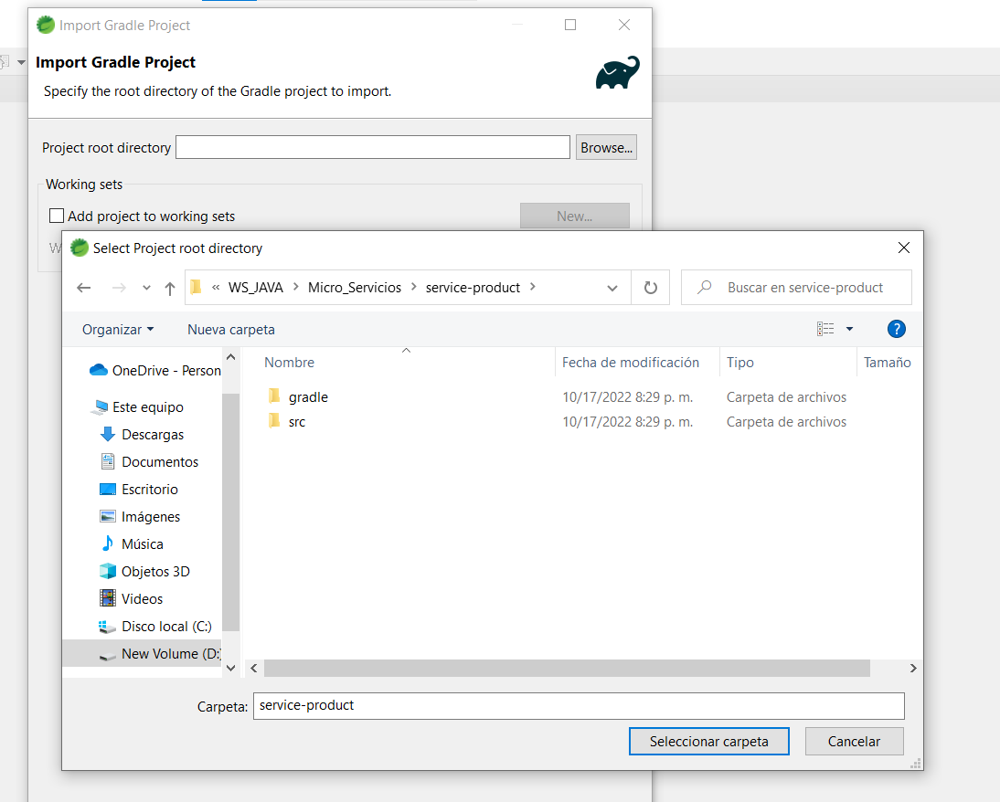 Import Gradle Project
Import Gradle Project
Specify the root directory of the Gradle project to import.
Project root directory
Browse...
Working sets
Add project to working sets
New...
W
Select Project root directory
« WS_JAVA > Micro_Servicios > service-product >
Buscar en service-product
Organizar
Nueva carpeta
?
OneDrive - Person
Este equipo
Descargas
Documentos
Escritorio
Imágenes
Música
Objetos 3D
Videos
Disco local (C:)
New Volume (D:)
Nombre Fecha de modificación Tipo Tamaño
gradle 10/17/2022 8:29 p. m. Carpeta de archivos
src 10/17/2022 8:29 p. m. Carpeta de archivos
Carpeta: service-product
Seleccionar carpeta
Cancelar